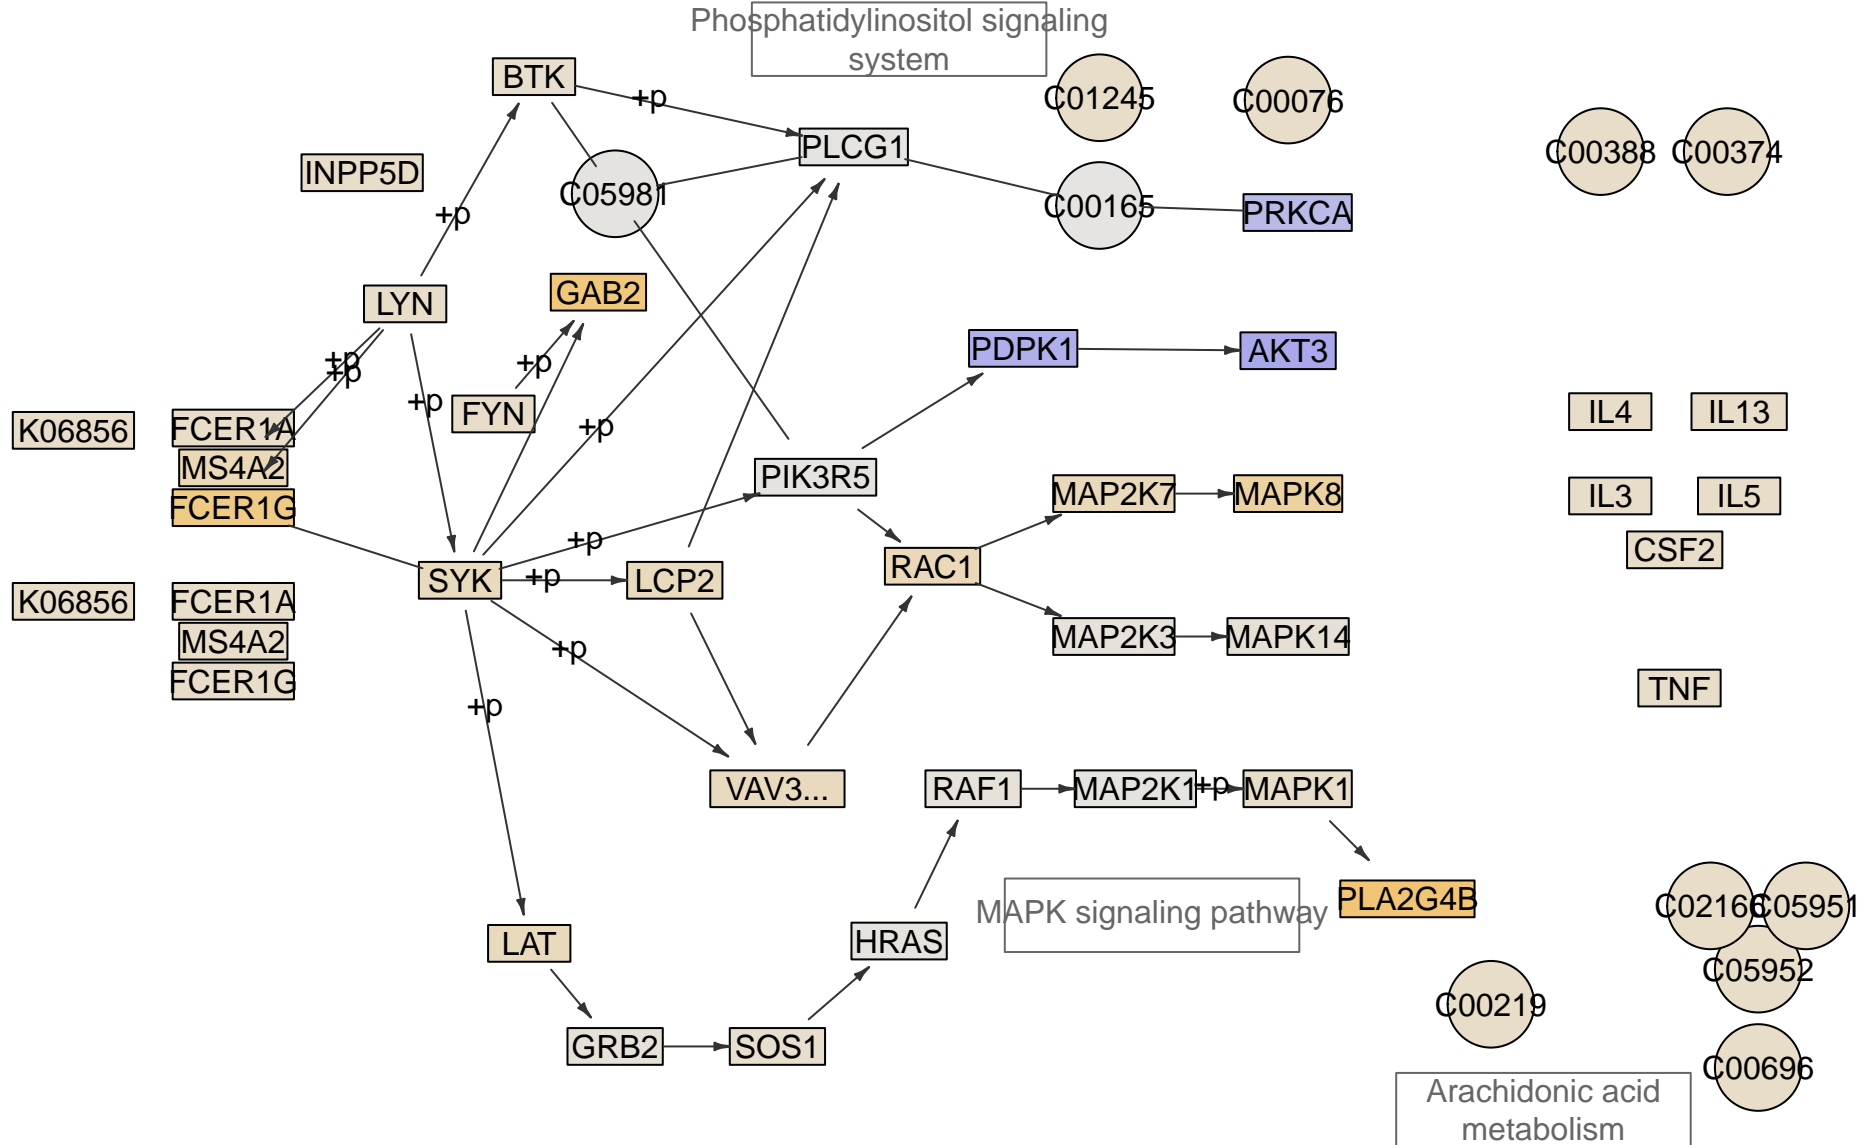 Phosphatidylinositol signaling
system
BTK
+p
C01245
C00076
PLCG1
C00388
C00374
INPP5D
C05981
C00165
PRKCA
+p
LYN
GAB2
PDPK1
AKT3
+p
+p
+p
+p
FYN
+p
IL4
IL13
K06856
FCER1A
MS4A2
FCER1G
PIK3R5
MAP2K7
MAPK8
IL3
IL5
+p
CSF2
SYK
+p
LCP2
RAC1
K06856
FCER1A
MS4A2
FCER1G
+p
MAP2K3
MAPK14
+p
TNF
VAV3...
RAF1
MAP2K1
+p
MAPK1
MAPK signaling pathway
PLA2G4B
C02166
C05951
LAT
HRAS
C05952
C00219
GRB2
SOS1
C00696
Arachidonic acid
metabolism